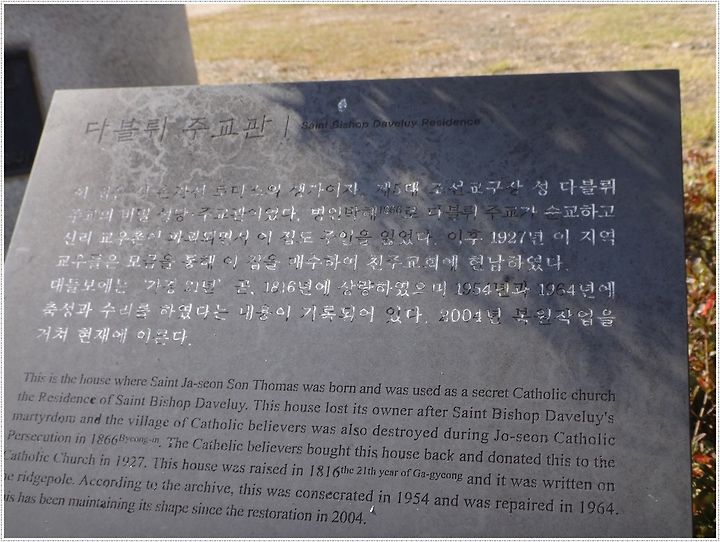 다블뤼 주교관 | Saint Bishop Daveluy Residence
이 집은 손자선 토마스의 생가이자, 제5대 조선교구장 성 다블뤼
주교의 비밀 성당·주교관이었다. 병인박해1866로 다블뤼 주교가 순교하고
신리 교우촌이 파괴되면서 이 집도 주인을 잃었다. 이후 1927년 이 지역
교우들은 모금을 통해 이 집을 매수하여 천주교회에 헌납하였다.
대들보에는 '가경 21년' 곧, 1816년에 상량하였으며 1954년과 1964년에
축성과 수리를 하였다는 내용이 기록되어 있다. 2004년 복원작업을
거쳐 현재에 이른다.
This is the house where Saint Ja-seon Son Thomas was born and was used as a secret Catholic church
the Residence of Saint Bishop Daveluy. This house lost its owner after Saint Bishop Daveluy's
martyrdom and the village of Catholic believers was also destroyed during Jo-seon Catholic
Persecution in 1866Byeong-in. The Catholic believers bought this house back and donated this to the
Catholic Church in 1927. This house was raised in 1816the 21th year of Ga-gyeong and it was written on
ridgepole. According to the archive, this was consecrated in 1954 and was repaired in 1964.
has been maintaining its shape since the restoration in 2004.